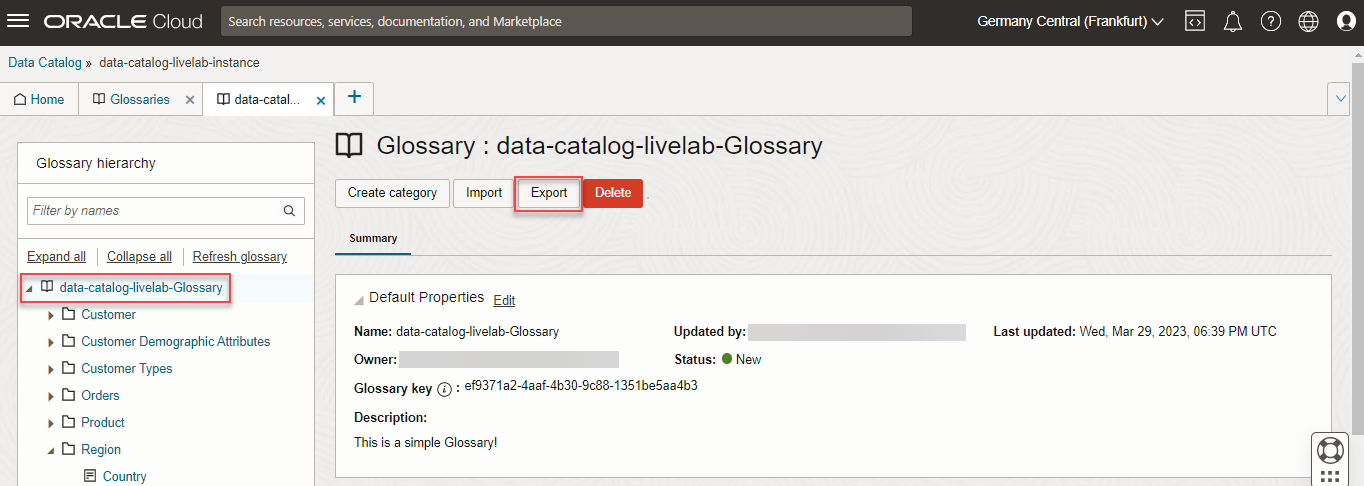 ORACLE Cloud
Search resources, services, documentation, and Marketplace
Germany Central (Frankfurt)
Data Catalog » data-catalog-livelab-instance
Home
Glossaries
data-catal...
Glossary hierarchy
Filter by names
Expand all
Collapse all
Refresh glossary
data-catalog-livelab-Glossary
Customer
Customer Demographic Attributes
Customer Types
Orders
Product
Region
Country
Glossary : data-catalog-livelab-Glossary
Create category
Import
Export
Delete
Summary
Default Properties Edit
Name: data-catalog-livelab-Glossary
Updated by:
Last updated: Wed, Mar 29, 2023, 06:39 PM UTC
Owner:
Status: New
Glossary key : ef9371a2-4aaf-4b30-9c88-1351be5aa4b3
Description:
This is a simple Glossary!